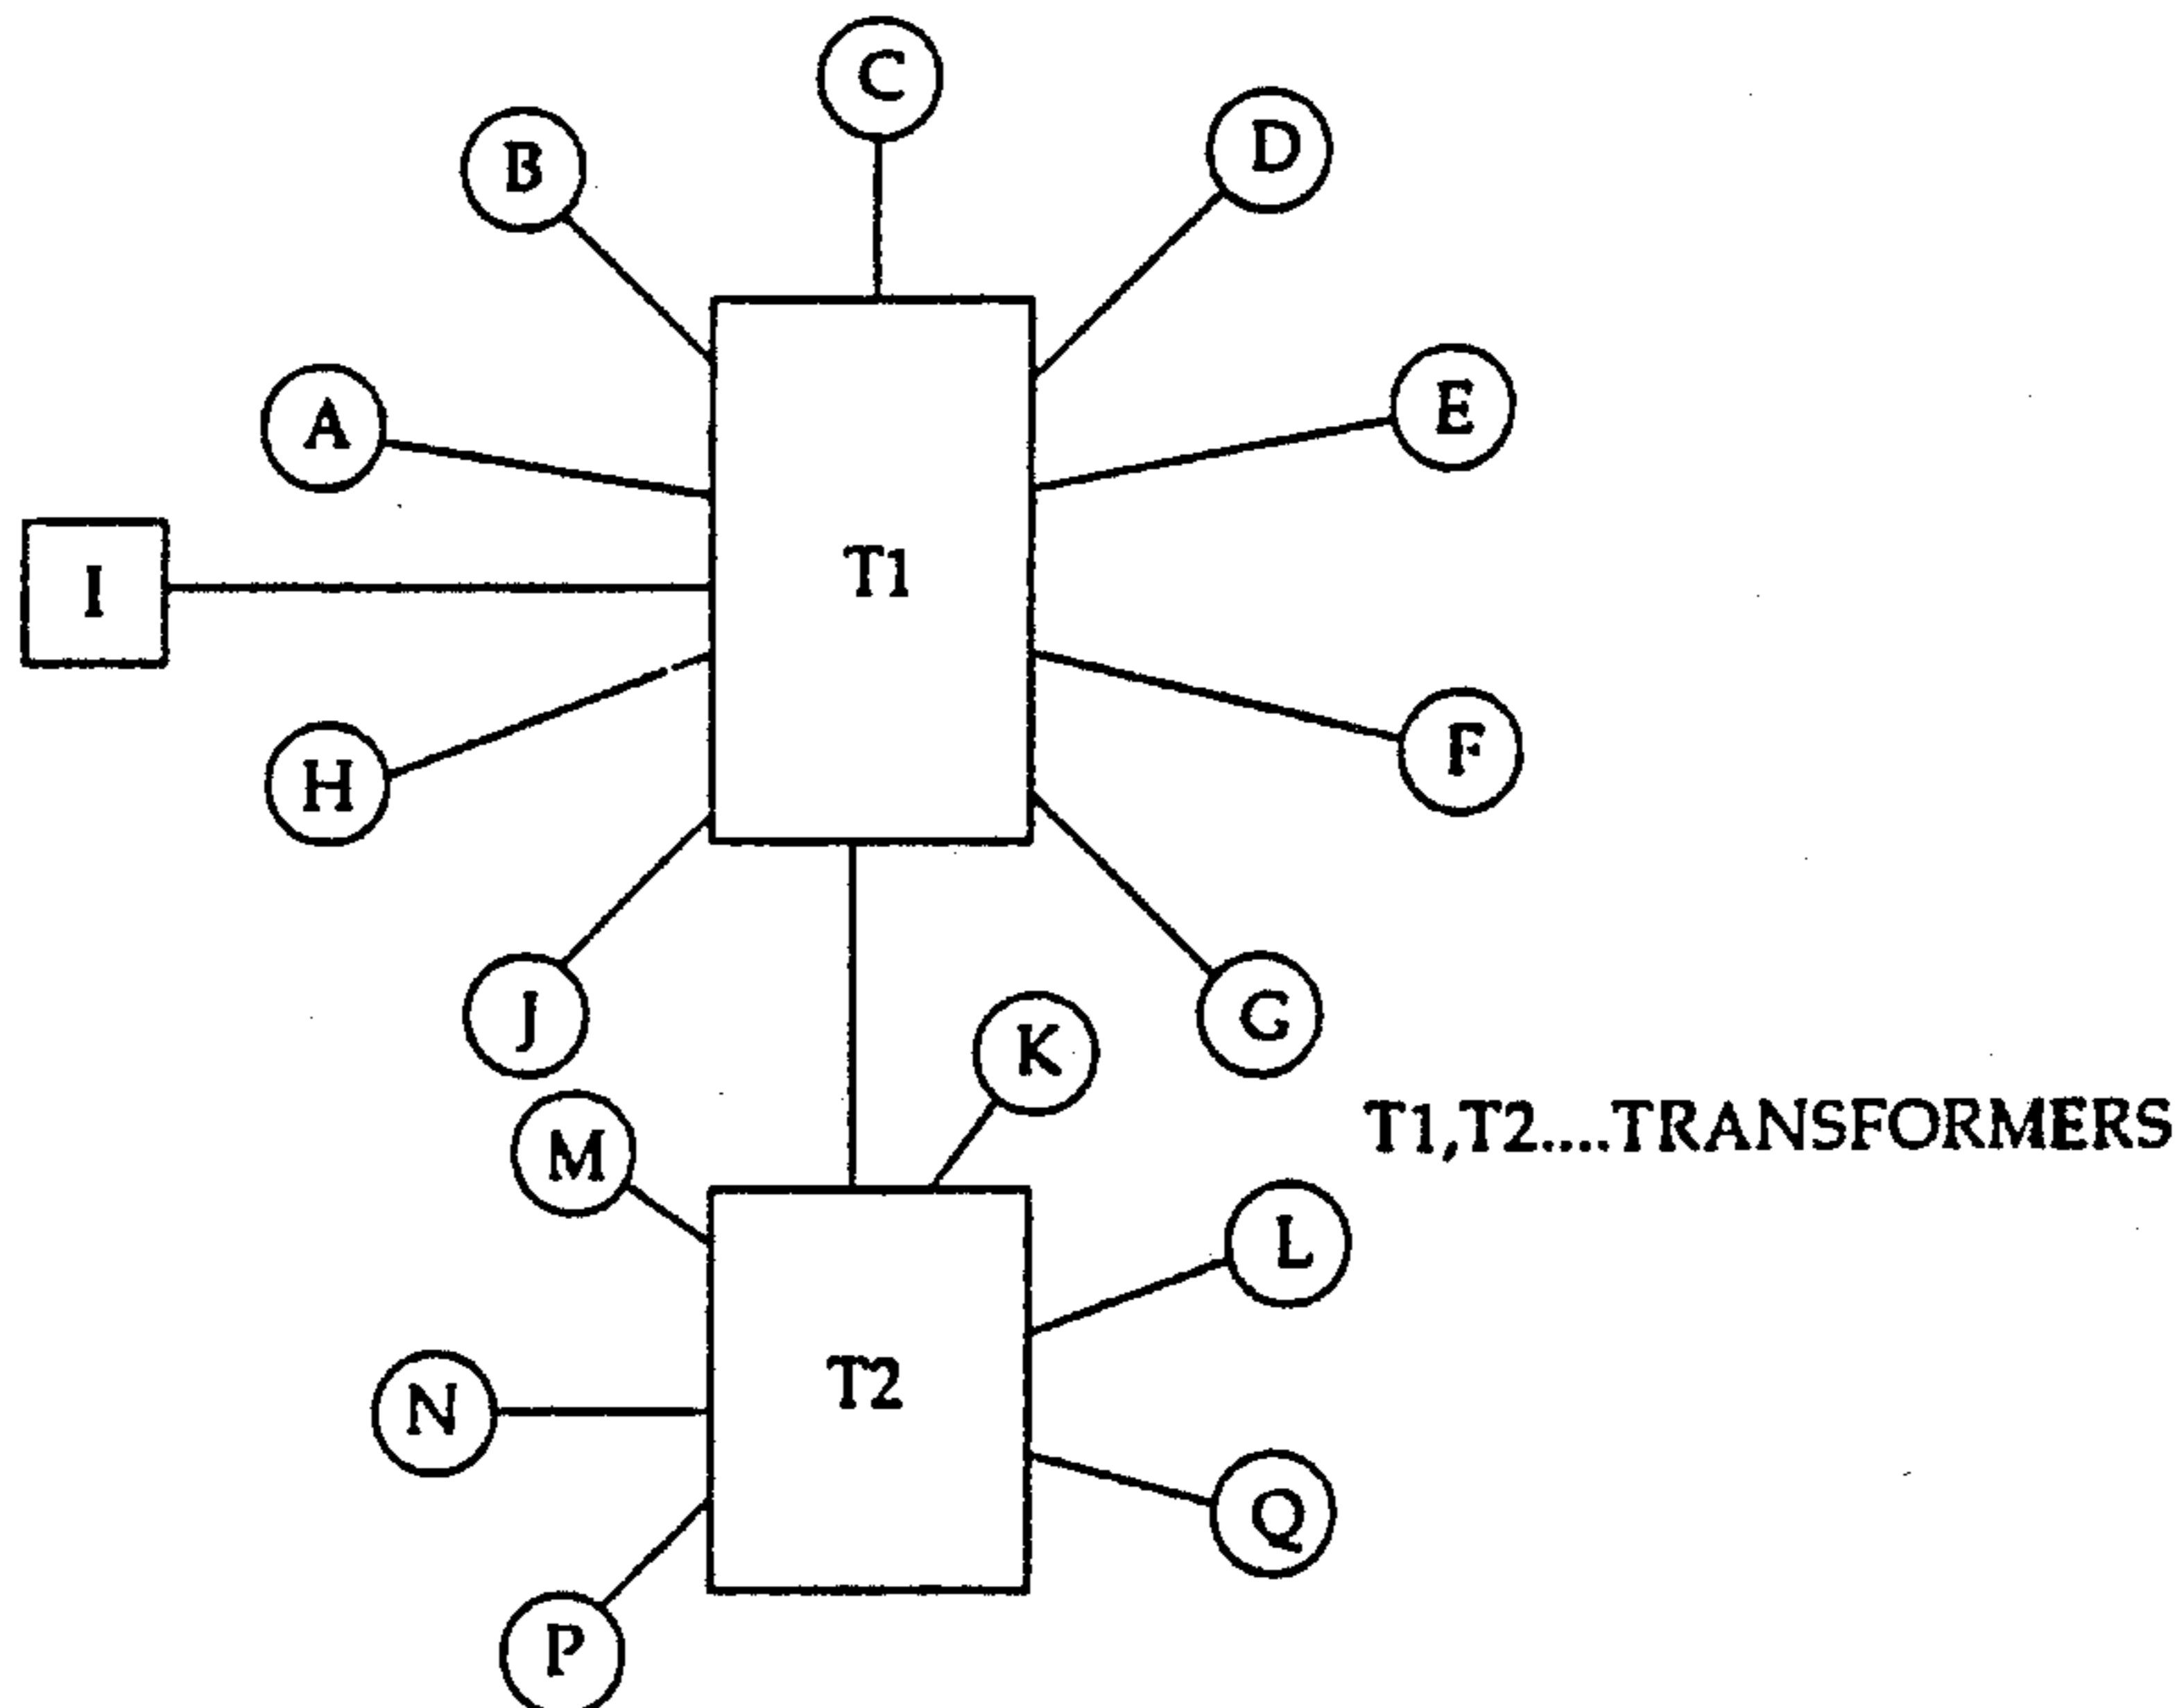 C
D
B
E
A
T1
I
F
H
G
J
K
T1,T2....TRANSFORMERS
M
L
T2
N
Q
P